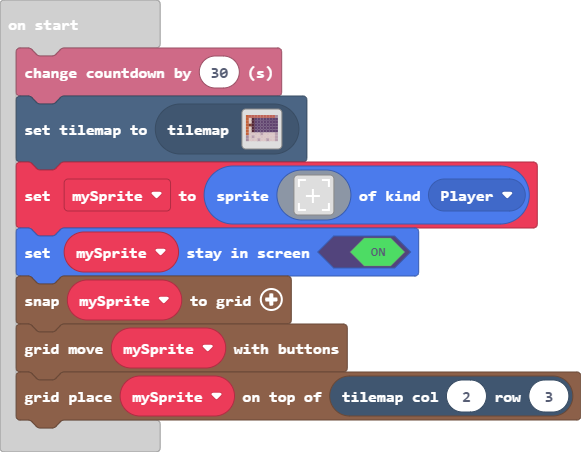 on start
change countdown by 30 (s)
set tilemap to tilemap
set mySprite to sprite of kind Player
set mySprite stay in screen ON
snap mySprite to grid
grid move mySprite with buttons
grid place mySprite on top of tilemap col 2 row 3